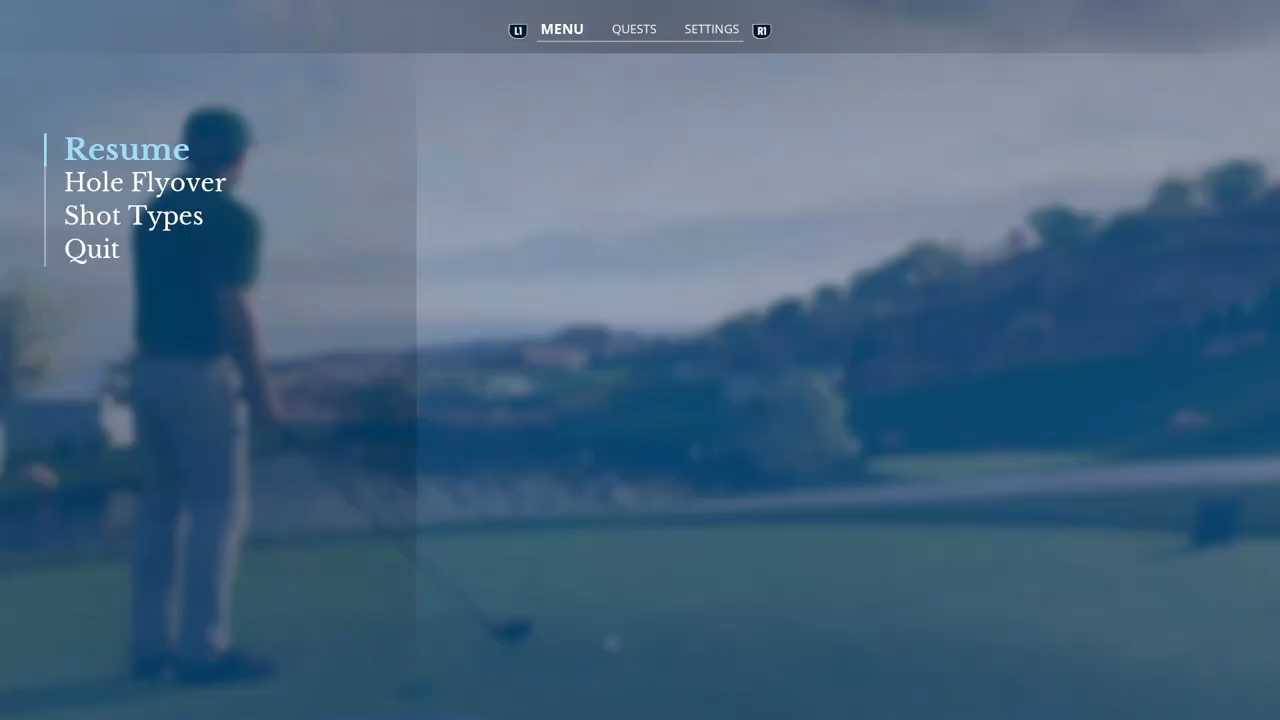 L1 MENU QUESTS SETTINGS R1
Resume
Hole Flyover
Shot Types
Quit